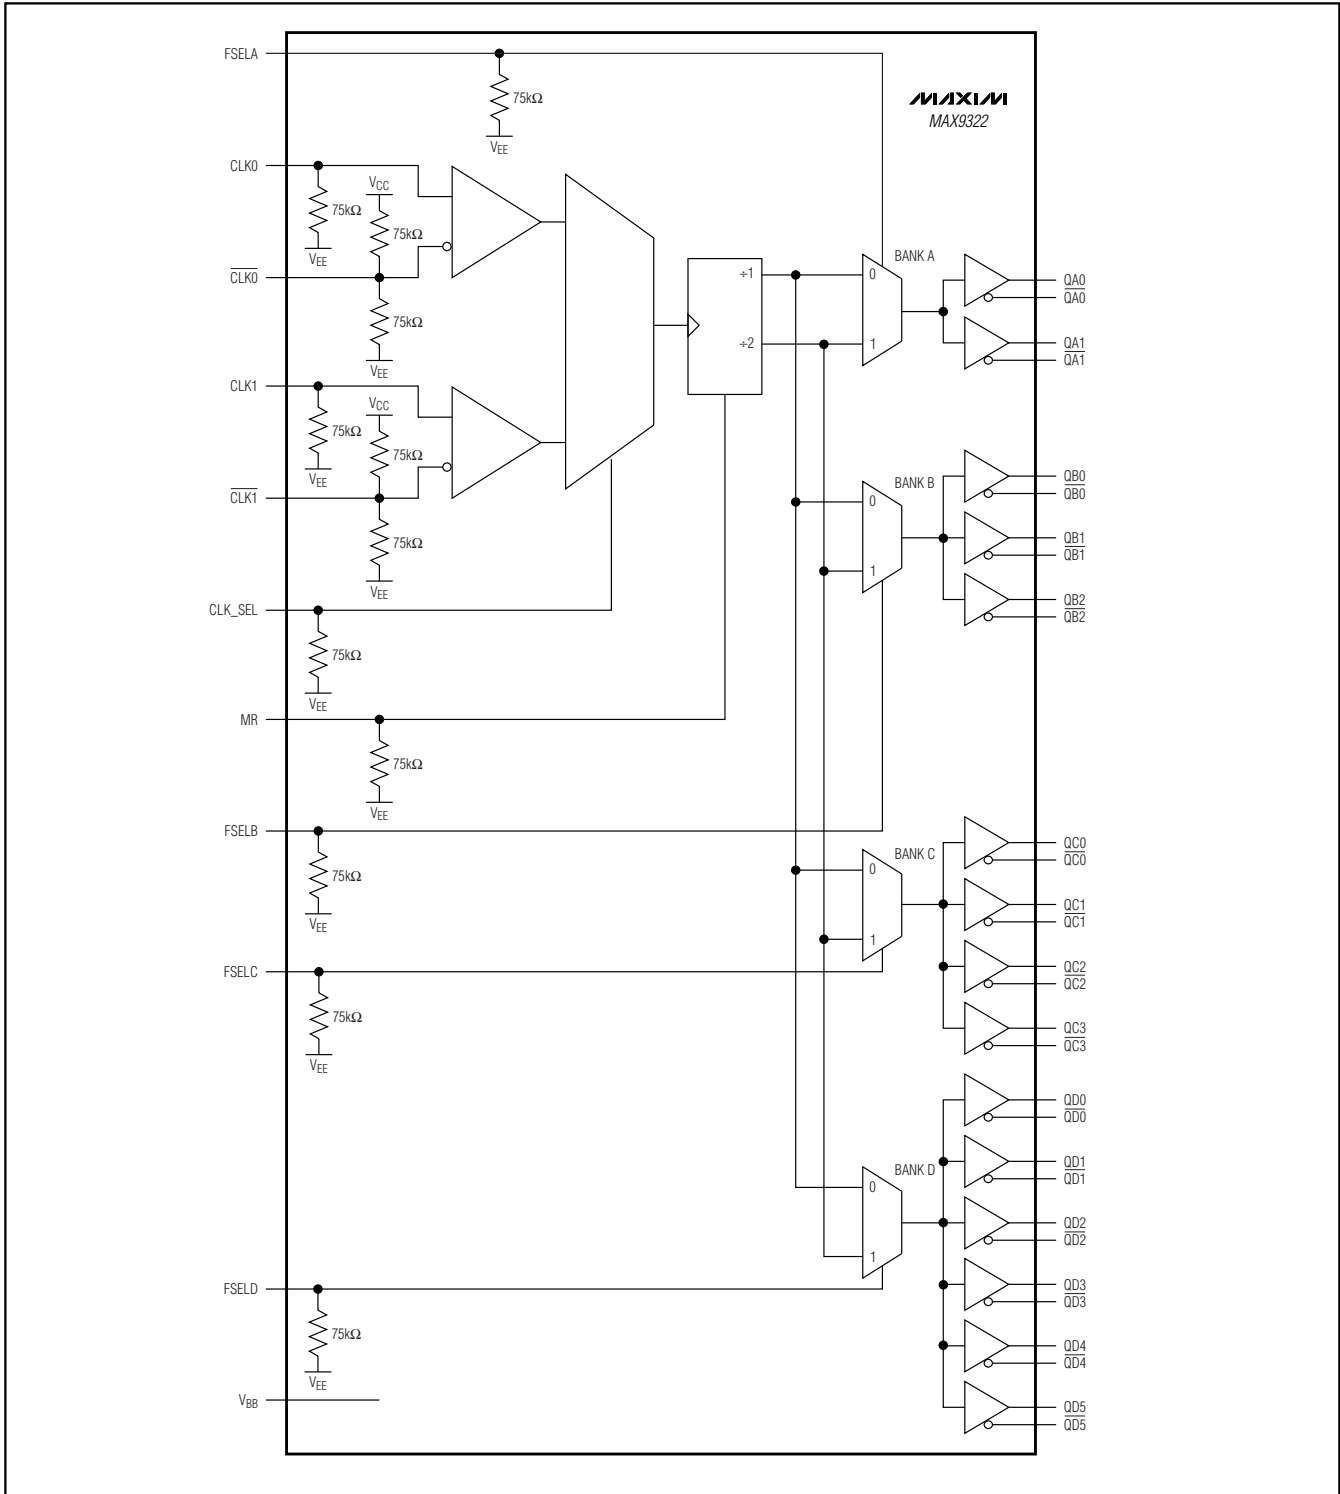 FSELA
75kΩ
VEE
MAXIM
MAX9322
CLK0
75kΩ
VEE
VCC
75kΩ
CLK0
75kΩ
VEE
CLK1
75kΩ
VEE
VCC
75kΩ
CLK1
75kΩ
VEE
CLK_SEL
75kΩ
VEE
MR
75kΩ
VEE
FSELB
75kΩ
VEE
FSELC
75kΩ
VEE
FSELD
75kΩ
VEE
VBB
÷1
÷2
BANK A
0
1
QA0
QA0
QA1
QA1
BANK B
0
1
QB0
QB0
QB1
QB1
QB2
QB2
BANK C
0
1
QC0
QC0
QC1
QC1
QC2
QC2
QC3
QC3
BANK D
0
1
QD0
QD0
QD1
QD1
QD2
QD2
QD3
QD3
QD4
QD4
QD5
QD5